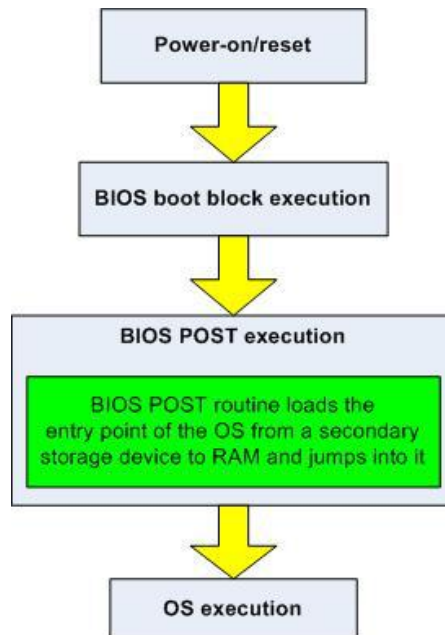 Power-on/reset
BIOS boot block execution
BIOS POST execution
BIOS POST routine loads the
entry point of the OS from a secondary
storage device to RAM and jumps into it
OS execution